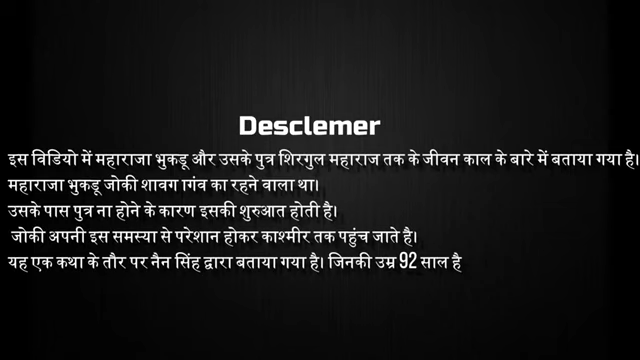 Desclemer
इस विडियो में महाराजा भुकडू और उसके पुत्र शिरगुल महाराज तक के जीवन काल के बारे में बताया गया है।
महाराजा भुकडू जोकी शावग गांव का रहने वाला था।
उसके पास पुत्र ना होने के कारण इसकी शुरुआत होती है।
जोकी अपनी इस समस्या से परेशान होकर काश्मीर तक पहुंच जाते है।
यह एक कथा के तौर पर नैन सिंह द्वारा बताया गया है। जिनकी उम्र 92 साल है